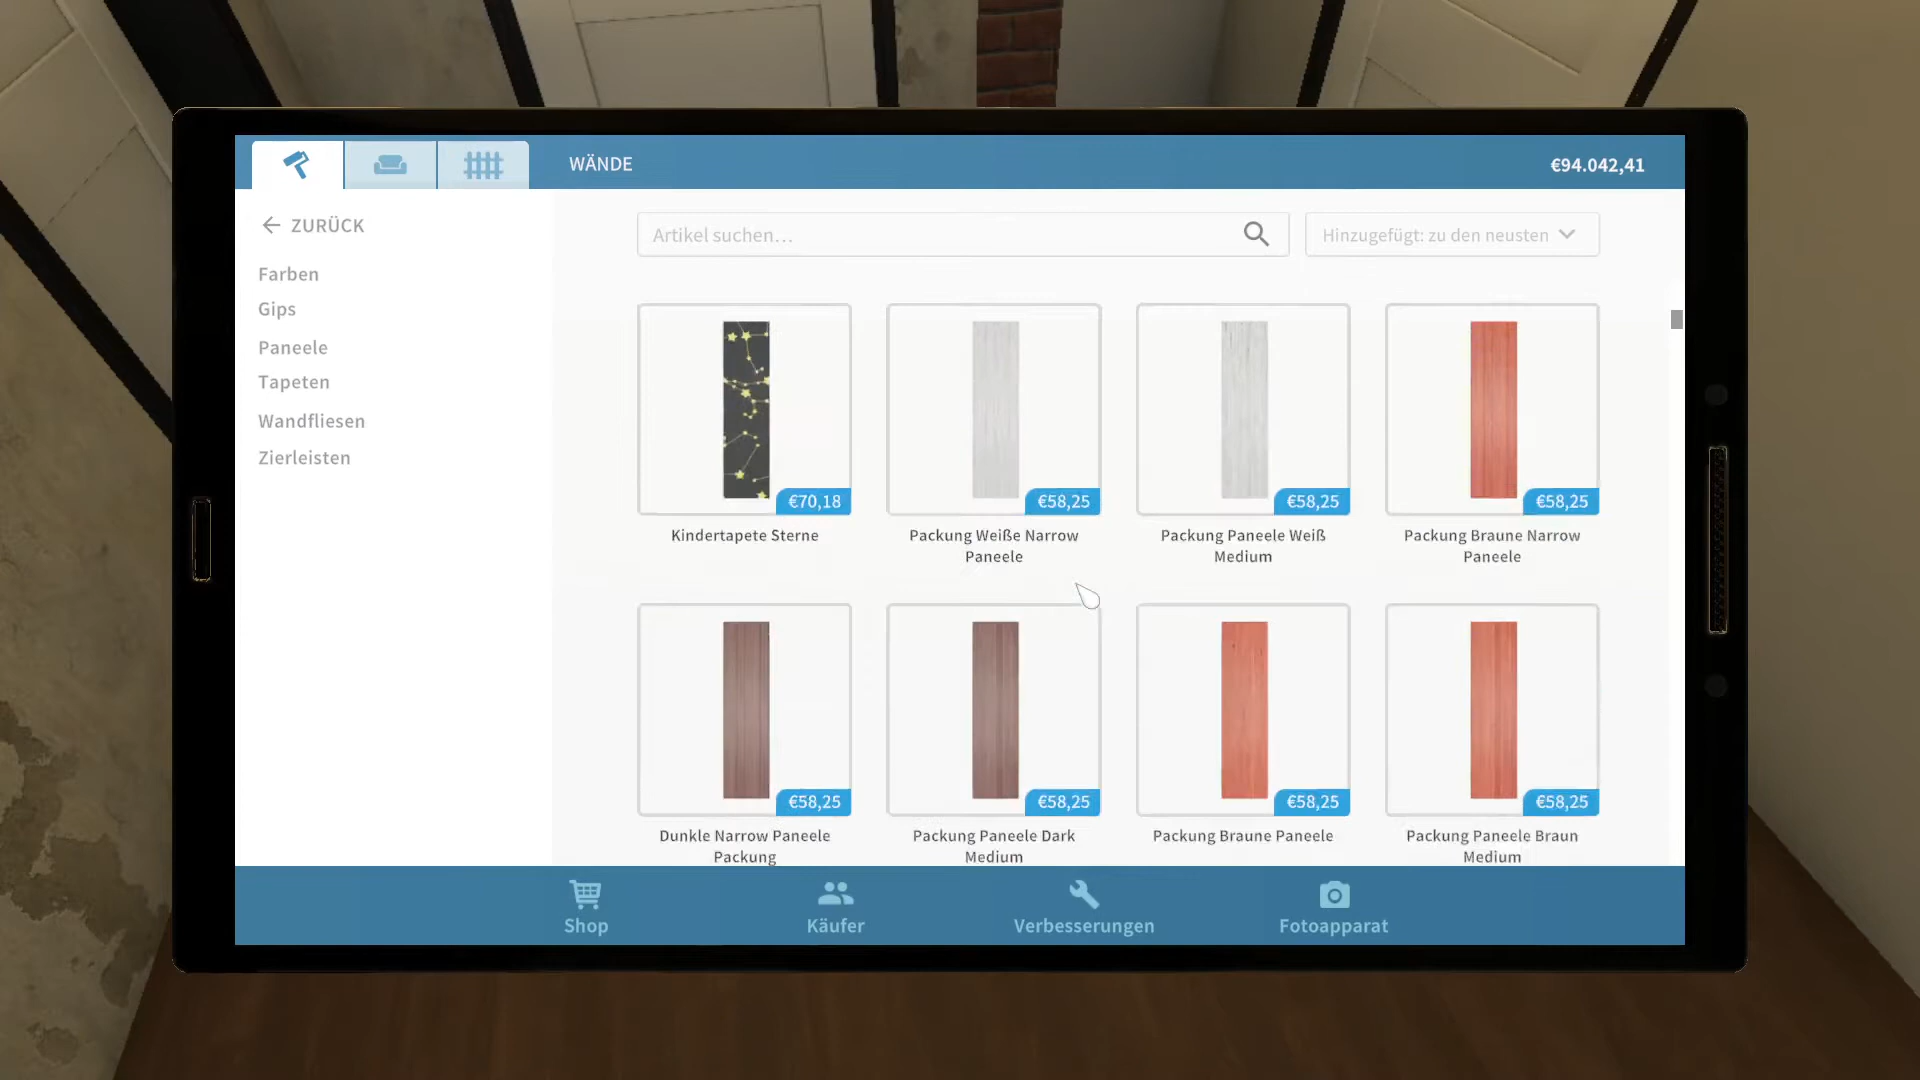 WÄNDE
€94.042,41
ZURÜCK
Farben
Gips
Paneele
Tapeten
Wandfliesen
Zierleisten
Artikel suchen...
Hinzugefügt: zu den neusten
€70,18
Kindertapete Sterne
€58,25
Packung Weiße Narrow
Paneele
€58,25
Packung Paneele Weiß
Medium
€58,25
Packung Braune Narrow
Paneele
€58,25
Dunkle Narrow Paneele
Packung
€58,25
Packung Paneele Dark
Medium
€58,25
Packung Braune Paneele
€58,25
Packung Paneele Braun
Medium
Shop
Käufer
Verbesserungen
Fotoapparat